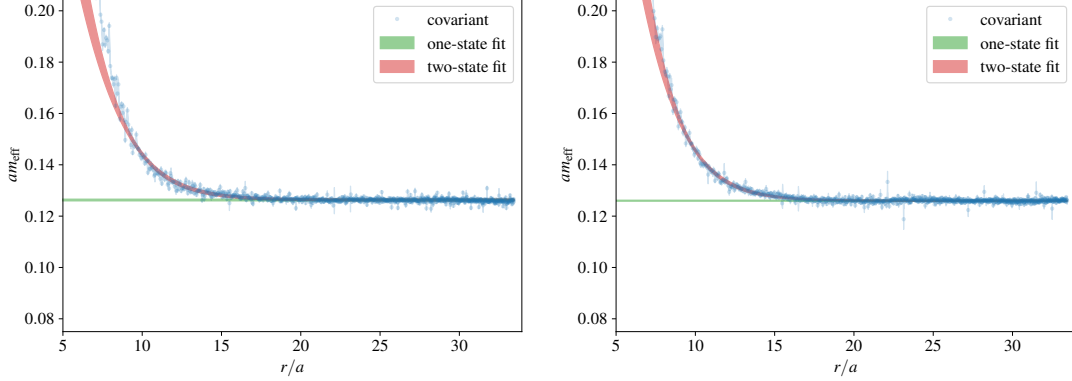 0.20
0.18
0.16
0.14
0.12
0.10
0.08
am_eff
5
10
15
20
25
30
r/a
covariant
one-state fit
two-state fit
0.20
0.18
0.16
0.14
0.12
0.10
0.08
am_eff
5
10
15
20
25
30
r/a
covariant
one-state fit
two-state fit